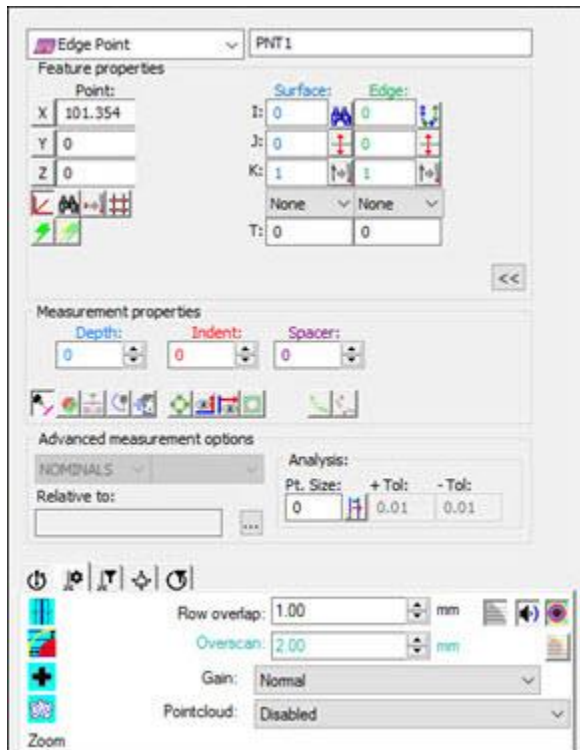 Edge Point PNT1
Feature properties
Point: Surface: Edge:
X 101.354 I: 0 0
Y 0 J: 0 0
Z 0 K: 1 1
None None
T: 0 0
<<
Measurement properties
Depth: Indent: Spacer:
0 0 0
Advanced measurement options
NOMINALS
Analysis:
Pt. Size: + Tol: - Tol:
Relative to: 0 0.01 0.01
...
Row overlap: 1.00 mm
Overscan: 2.00 mm
Gain: Normal
Pointcloud: Disabled
Zoom